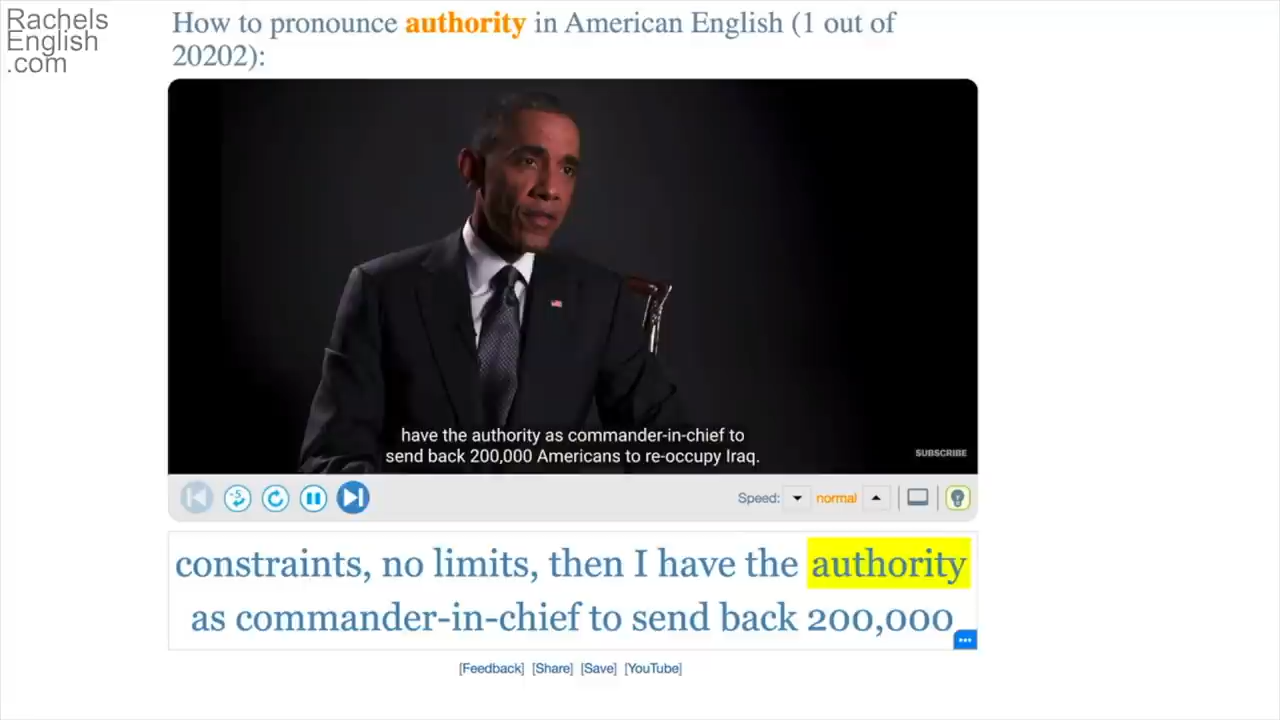 Rachels
English
.com
How to pronounce authority in American English (1 out of
20202):
have the authority as commander-in-chief to
send back 200,000 Americans to re-occupy Iraq.
SUBSCRIBE
-5
Speed: normal
constraints, no limits, then I have the authority
as commander-in-chief to send back 200,000
...
[Feedback] [Share] [Save] [YouTube]